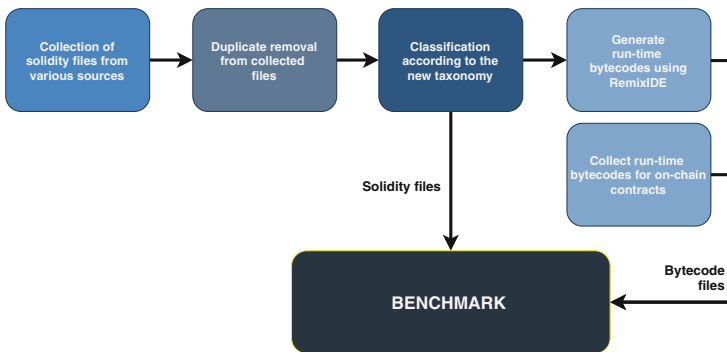 Collection of
solidity files from
various sources
Duplicate removal
from collected
files
Classification
according to the
new taxonomy
Generate
run-time
bytecodes using
RemixIDE
Collect run-time
bytecodes for on-chain
contracts
Solidity files
Bytecode
files
BENCHMARK